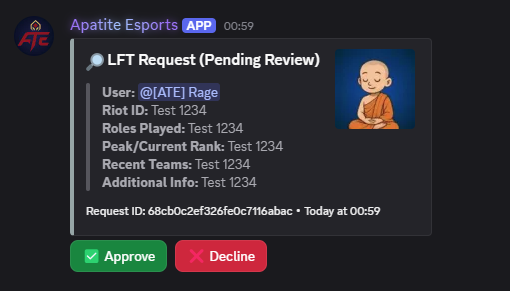 ATE
Apatite Esports APP 00:59
🔎 LFT Request (Pending Review)
User: @[ATE] Rage
Riot ID: Test 1234
Roles Played: Test 1234
Peak/Current Rank: Test 1234
Recent Teams: Test 1234
Additional Info: Test 1234
Request ID: 68cb0c2ef326fe0c7116abac • Today at 00:59
✅ Approve ❌ Decline